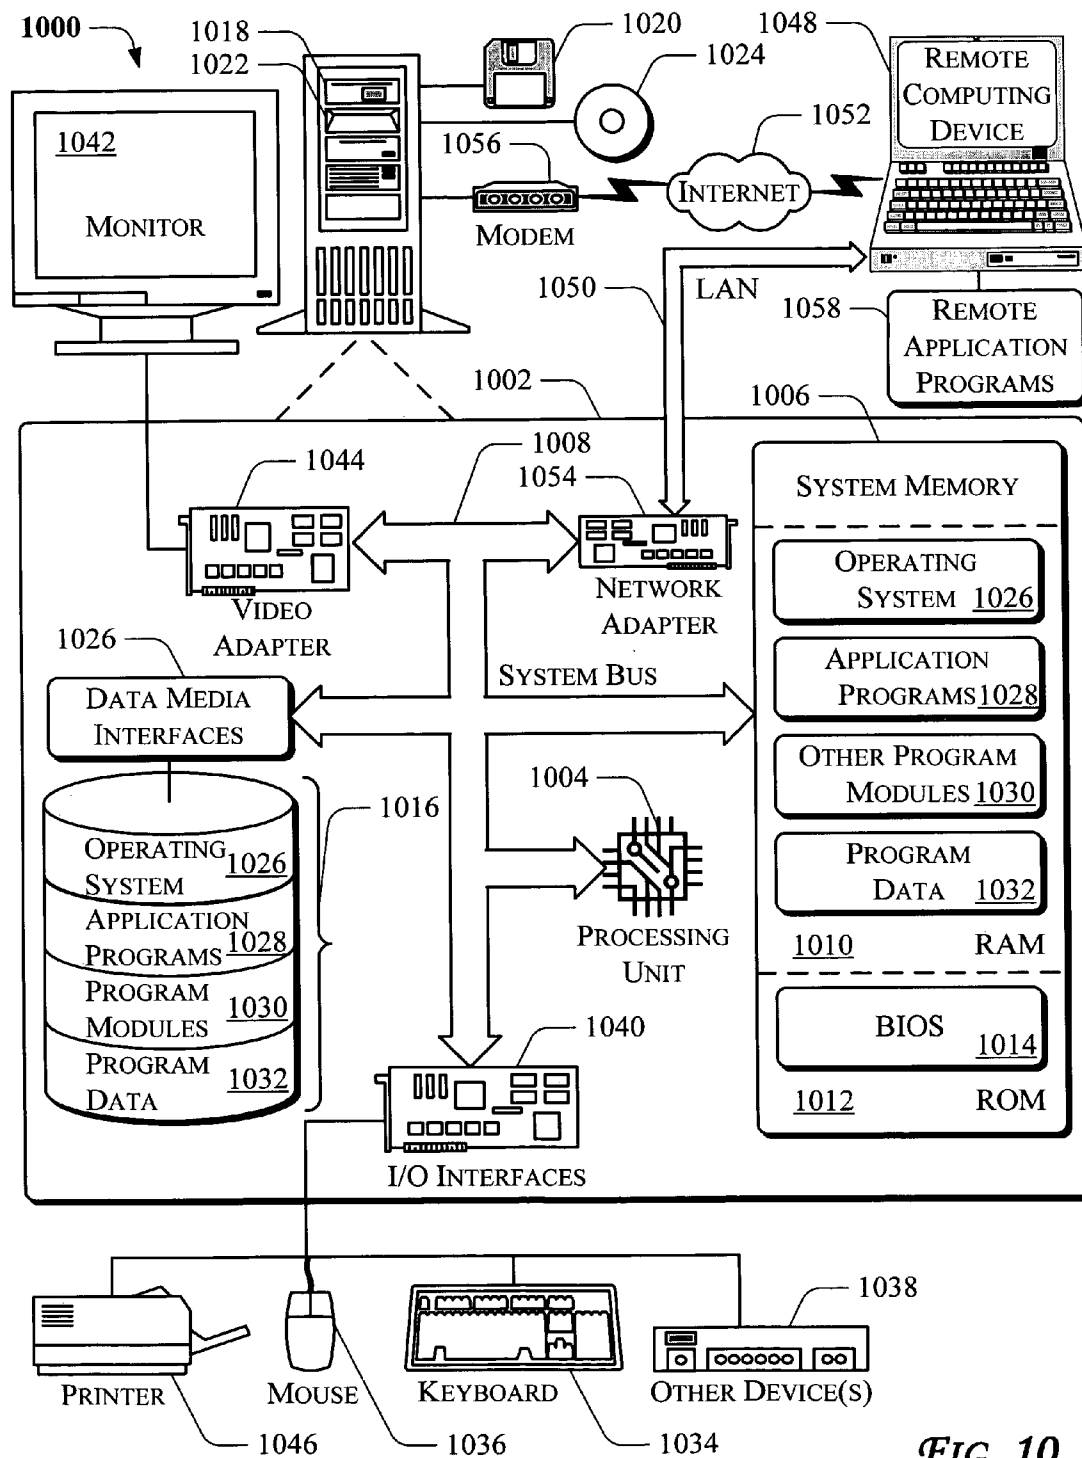 1000
1018
1022
1020
1024
1048
REMOTE
COMPUTING
DEVICE
1042
MONITOR
1056
MODEM
1052
INTERNET
1050
LAN
1058
REMOTE
APPLICATION
PROGRAMS
1002
1006
1044
1008
1054
SYSTEM MEMORY
VIDEO
ADAPTER
NETWORK
ADAPTER
OPERATING
SYSTEM 1026
1026
DATA MEDIA
INTERFACES
SYSTEM BUS
APPLICATION
PROGRAMS 1028
OTHER PROGRAM
MODULES 1030
1004
1016
PROCESSING
UNIT
PROGRAM
DATA 1032
1010 RAM
OPERATING
SYSTEM 1026
APPLICATION
PROGRAMS 1028
PROGRAM
MODULES 1030
PROGRAM
DATA 1032
1040
I/O INTERFACES
BIOS 1014
1012 ROM
PRINTER
1046
MOUSE
1036
KEYBOARD
1034
1038
OTHER DEVICE(S)
FIG. 10